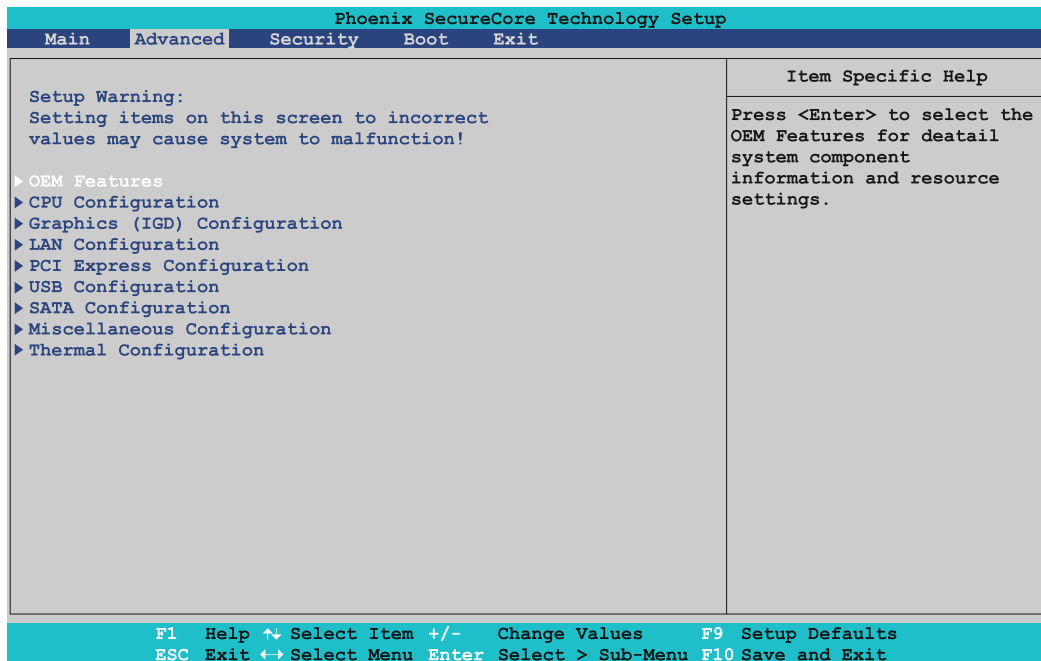 Phoenix SecureCore Technology Setup
Main Advanced Security Boot Exit
Setup Warning:
Setting items on this screen to incorrect
values may cause system to malfunction!
OEM Features
CPU Configuration
Graphics (IGD) Configuration
LAN Configuration
PCI Express Configuration
USB Configuration
SATA Configuration
Miscellaneous Configuration
Thermal Configuration
Item Specific Help
Press <Enter> to select the
OEM Features for deatail
system component
information and resource
settings.
F1 Help ↑↓ Select Item +/- Change Values F9 Setup Defaults
ESC Exit ←→ Select Menu Enter Select > Sub-Menu F10 Save and Exit